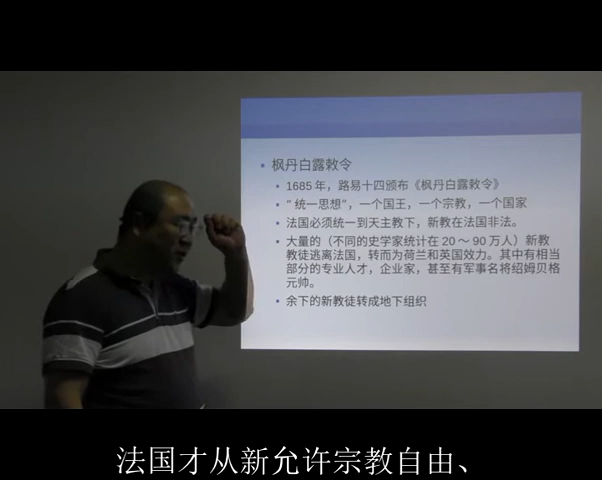 枫丹白露敕令
1685 年，路易十四颁布《枫丹白露敕令》
" 统一思想"，一个国王，一个宗教，一个国家
法国必须统一到天主教下，新教在法国非法。
大量的（不同的史学家统计在 20 ～ 90 万人）新教
教徒逃离法国，转而为荷兰和英国效力。其中有相当
部分的专业人才，企业家，甚至有军事名将绍姆贝格
元帅。
余下的新教徒转成地下组织
法国才从新允许宗教自由、